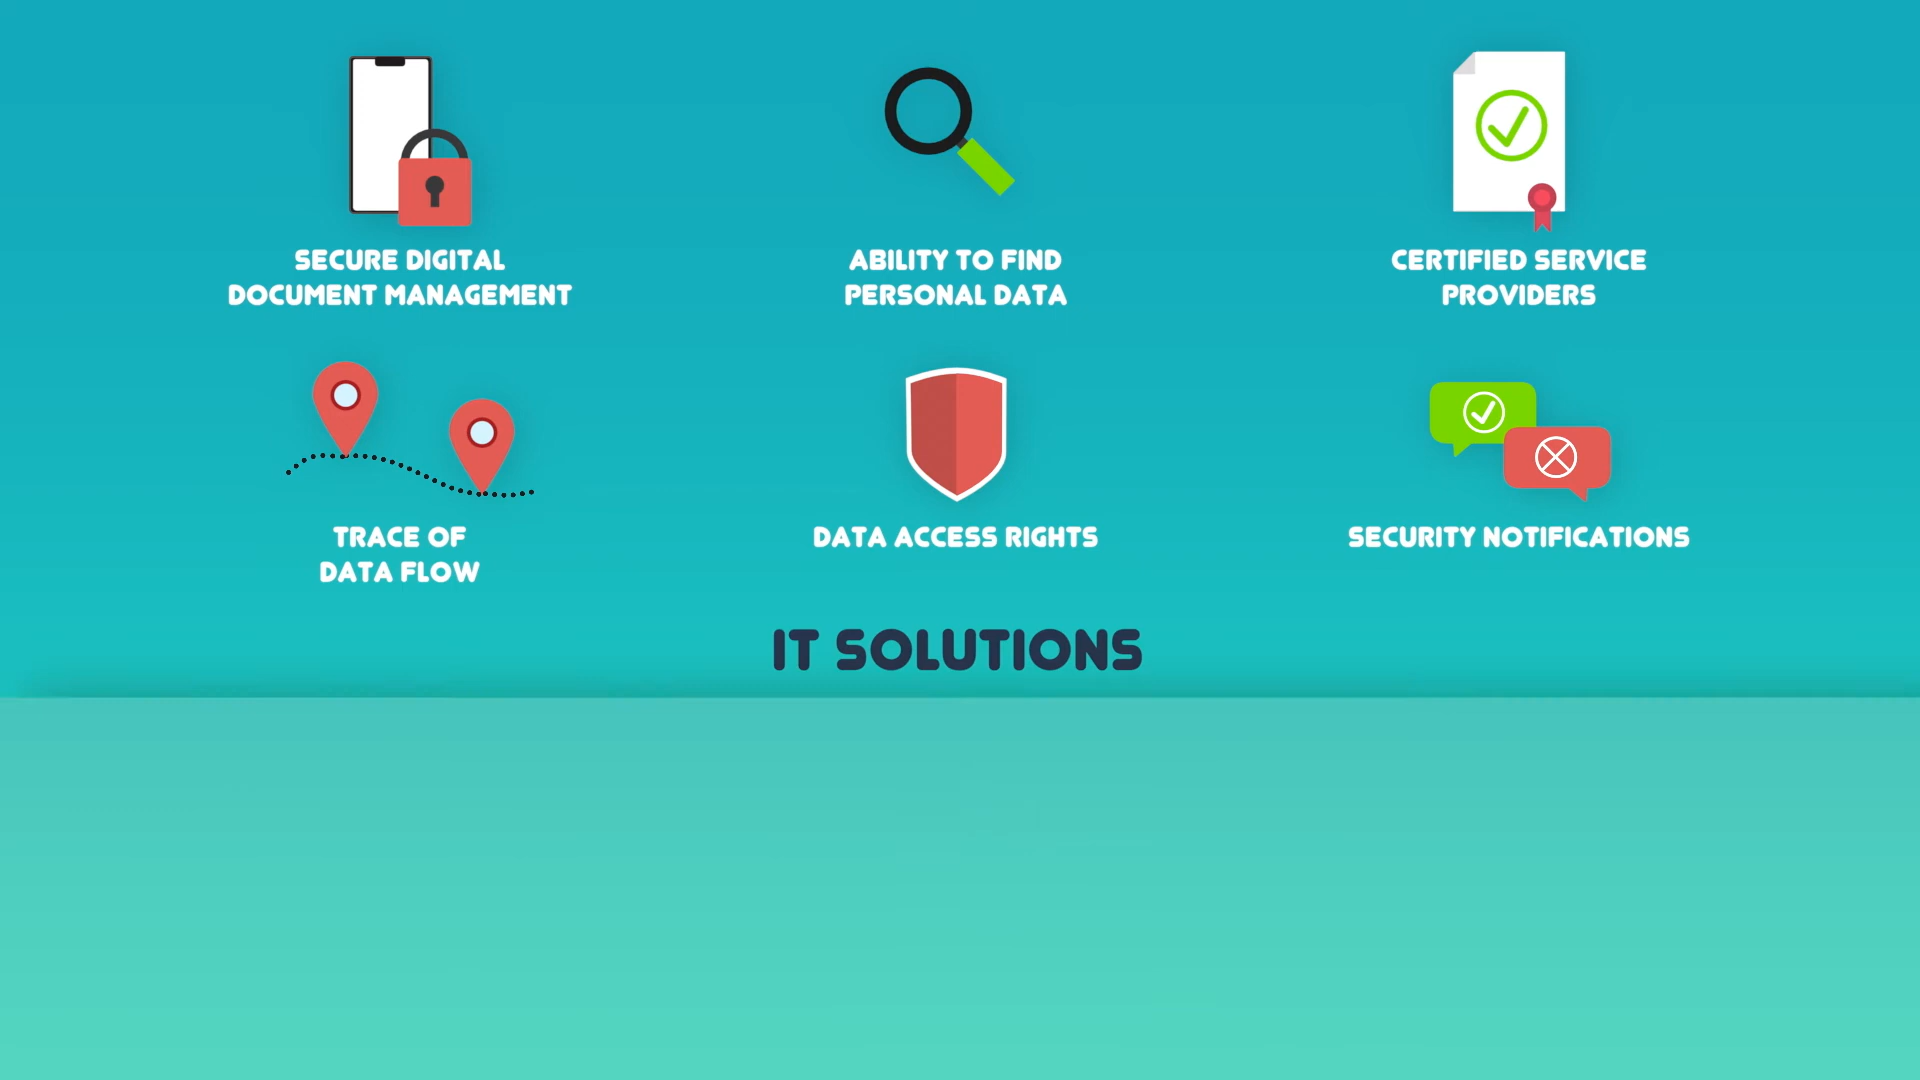 SECURE DIGITAL
DOCUMENT MANAGEMENT
ABILITY TO FIND
PERSONAL DATA
CERTIFIED SERVICE
PROVIDERS
TRACE OF
DATA FLOW
DATA ACCESS RIGHTS
SECURITY NOTIFICATIONS
IT SOLUTIONS